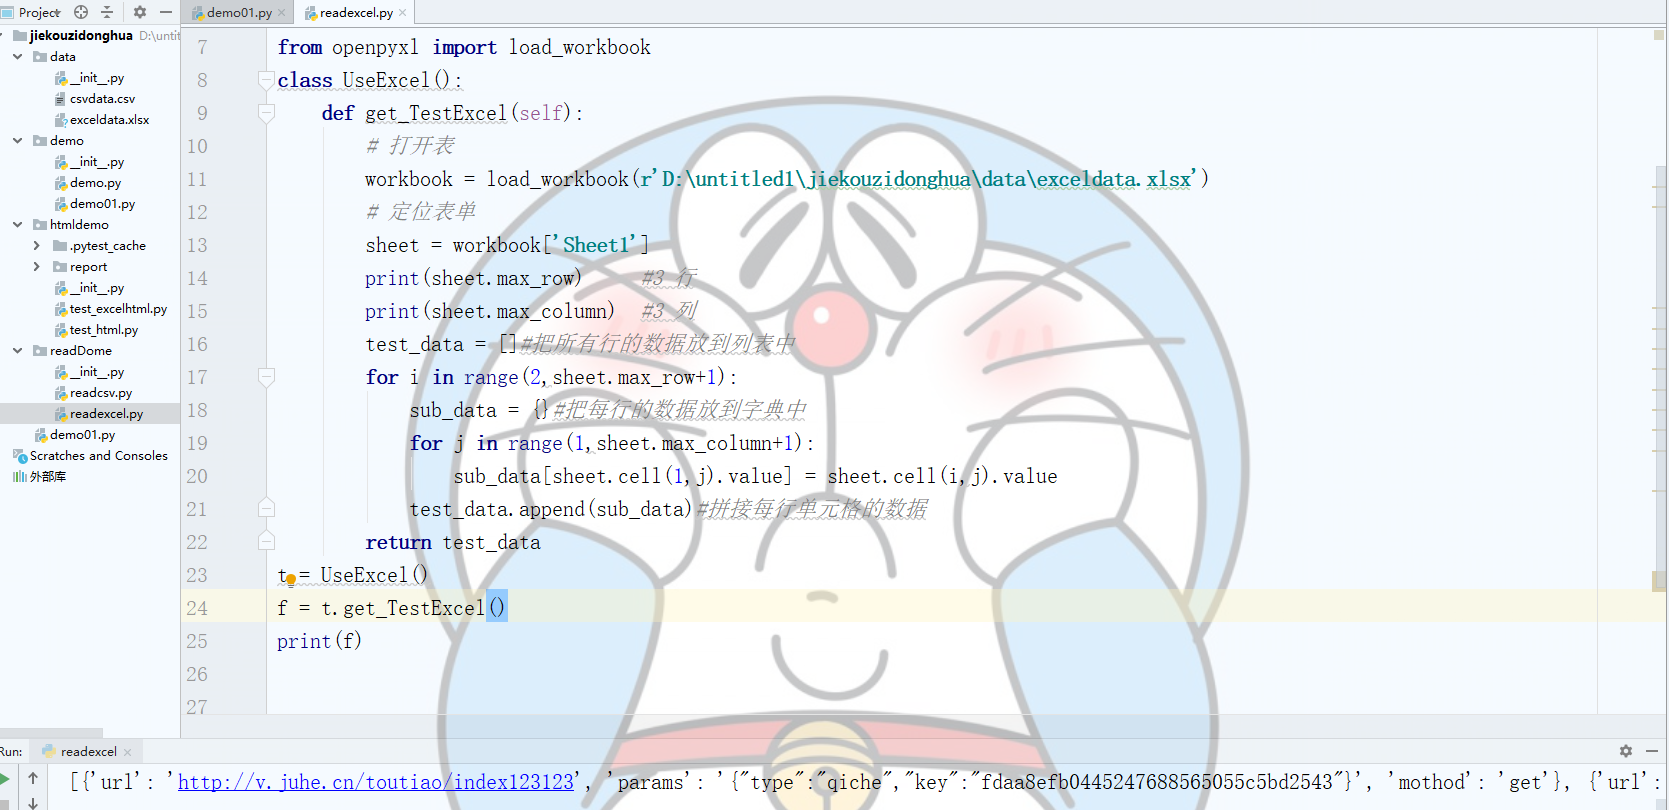 Project
demo01.py
readexcel.py
jiekouzidonghua D:\untit
data
__init__.py
csvdata.csv
exceldata.xlsx
demo
__init__.py
demo.py
demo01.py
htmldemo
.pytest_cache
report
__init__.py
test_excelhtml.py
test_html.py
readDome
__init__.py
readcsv.py
readexcel.py
demo01.py
Scratches and Consoles
外部库
7 from openpyxl import load_workbook
8 class UseExcel():
9 def get_TestExcel(self):
10 # 打开表
11 workbook = load_workbook(r'D:\untitled1\jiekouzidonghua\data\exceldata.xlsx')
12 # 定位表单
13 sheet = workbook['Sheet1']
14 print(sheet.max_row) #3 行
15 print(sheet.max_column) #3 列
16 test_data = []#把所有行的数据放到列表中
17 for i in range(2,sheet.max_row+1):
18 sub_data = {}#把每行的数据放到字典中
19 for j in range(1,sheet.max_column+1):
20 sub_data[sheet.cell(1,j).value] = sheet.cell(i,j).value
21 test_data.append(sub_data)#拼接每行单元格的数据
22 return test_data
23 t = UseExcel()
24 f = t.get_TestExcel()
25 print(f)
26
27
Run: readexcel
[{'url': 'http://v.juhe.cn/toutiao/index123123', 'params': '{"type":"qiche","key":"fdaa8efb0445247688565055c5bd2543"}', 'mothod': 'get'}, {'url':